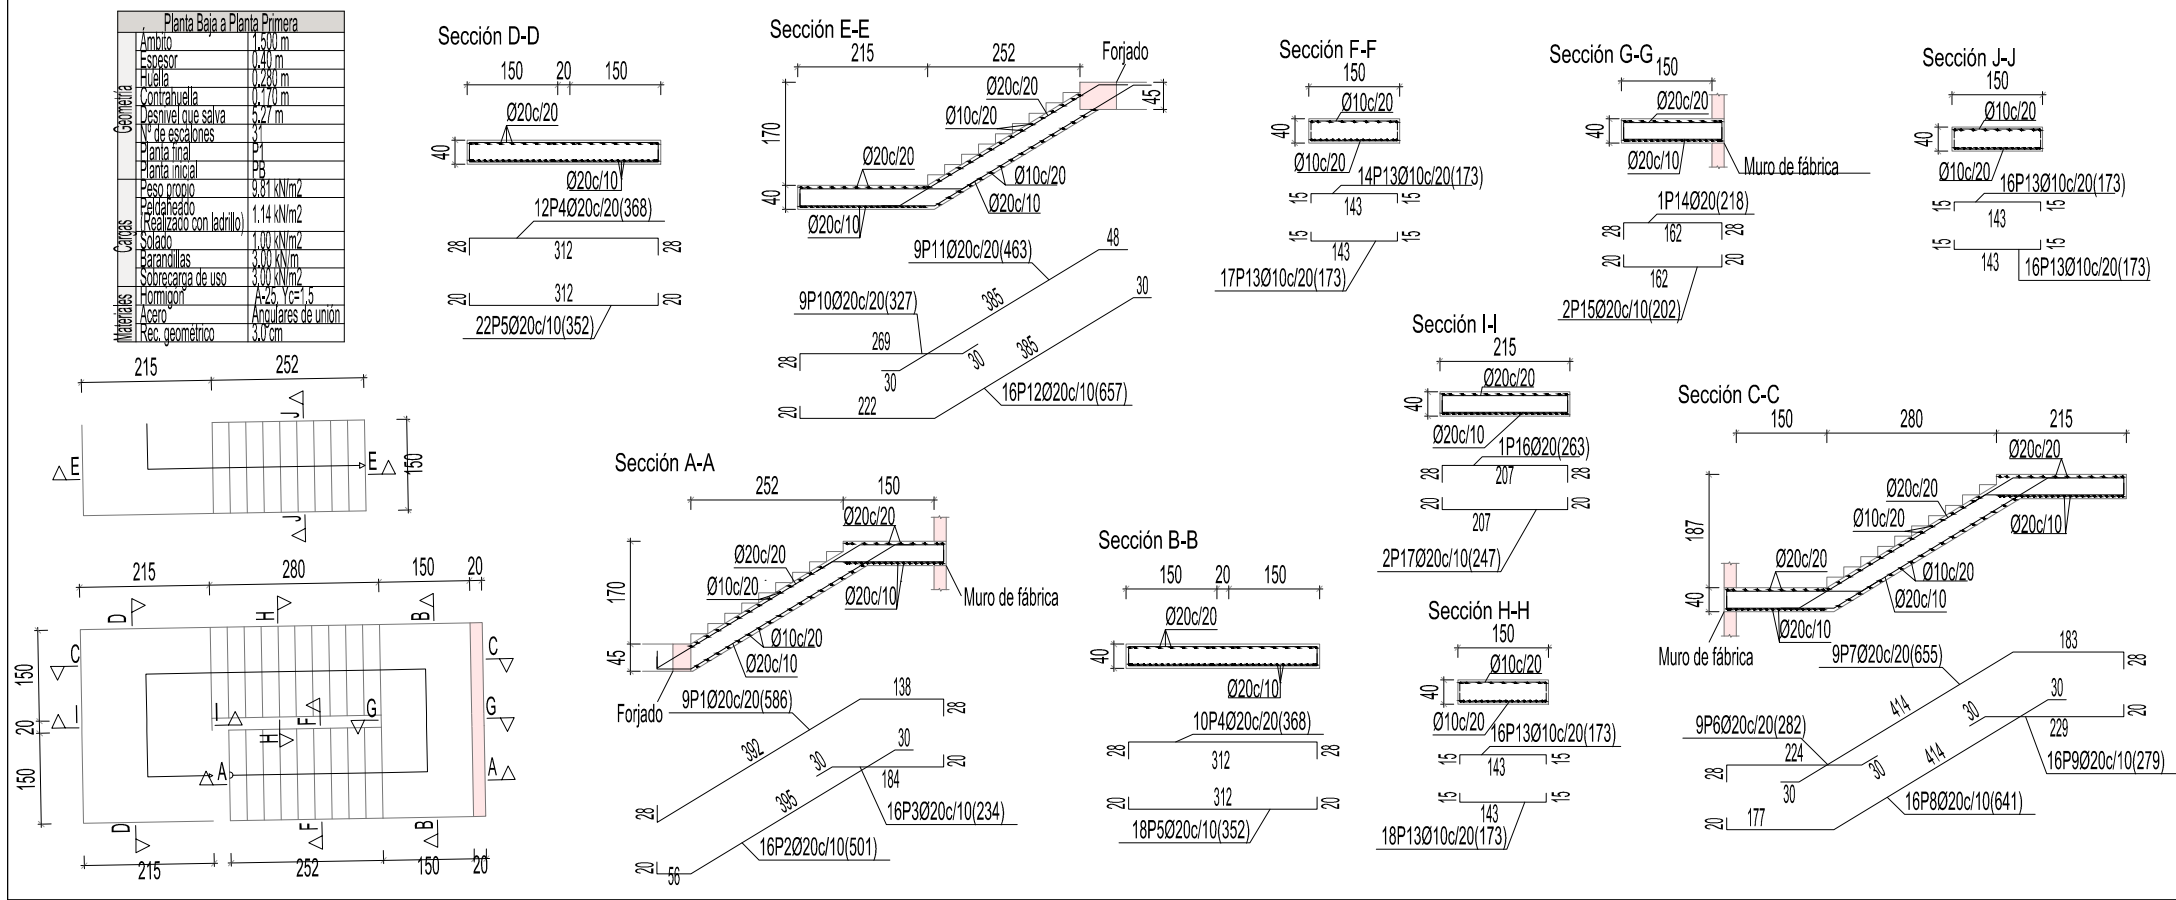 Planta Baja a Planta Primera
Geometría
Ámbito 1.500 m
Espesor 0.40 m
Huella 0.280 m
Contrahuella 0.170 m
Desnivel que salva 5.27 m
Nº de escalones 31
Planta final P1
Planta inicial PB
Cargas
Peso propio 9.81 kN/m2
Peldañeado
(Realizado con ladrillo) 1.14 kN/m2
Solado 1.00 kN/m2
Barandillas 3.00 kN/m
Sobrecarga de uso 3.00 kN/m2
Materiales
Hormigón A-25, Yc=1.5
Acero Angulares de unión
Rec. geométrico 3.0 cm
215 252
J
E E
150
J
215 280 150 20
D H B
C C
150
I I F G G
20
H
150
A A
D F B
215 252 150 20
Sección D-D
150 20 150
Ø20c/20
40
Ø20c/10
12P4Ø20c/20(368)
28 312 28
20 312 20
22P5Ø20c/10(352)
Sección E-E
215 252
Forjado
Ø20c/20
45
Ø10c/20
170
Ø20c/20
Ø10c/20
40
Ø20c/10
Ø20c/10
48
9P11Ø20c/20(463)
385
30
9P10Ø20c/20(327)
28 269 30
30
385
16P12Ø20c/10(657)
20 222
Sección F-F
150
Ø10c/20
40
Ø10c/20
14P13Ø10c/20(173)
15 143 15
15 143 15
17P13Ø10c/20(173)
Sección G-G
150
Ø20c/20
40
Ø20c/10
Muro de fábrica
1P14Ø20(218)
28 162 28
20 162 20
2P15Ø20c/10(202)
Sección J-J
150
Ø10c/20
40
Ø10c/20
16P13Ø10c/20(173)
15 143 15
15 143 15
16P13Ø10c/20(173)
Sección I-I
215
Ø20c/20
40
Ø20c/10
1P16Ø20(263)
28 207 28
20 207 20
2P17Ø20c/10(247)
Sección A-A
252 150
Ø20c/20
Ø20c/20
170
Ø10c/20
Ø20c/10
Muro de fábrica
Ø10c/20
45
Ø20c/10
Forjado
9P1Ø20c/20(586)
138
28
392
28
30
30
184
20
395
16P3Ø20c/10(234)
16P2Ø20c/10(501)
20 56
Sección B-B
150 20 150
Ø20c/20
40
Ø20c/10
10P4Ø20c/20(368)
28 312 28
20 312 20
18P5Ø20c/10(352)
Sección H-H
150
Ø10c/20
40
Ø10c/20
16P13Ø10c/20(173)
15 143 15
15 143 15
18P13Ø10c/20(173)
Sección C-C
150 280 215
Ø20c/20
Ø20c/20
187
Ø10c/20
Ø20c/10
Ø20c/20
Ø10c/20
40
Ø20c/10
Ø20c/10
Muro de fábrica
9P7Ø20c/20(655)
183
28
414
30
30
9P6Ø20c/20(282)
20
229
224
28
30
30
414
16P9Ø20c/10(279)
16P8Ø20c/10(641)
20 177